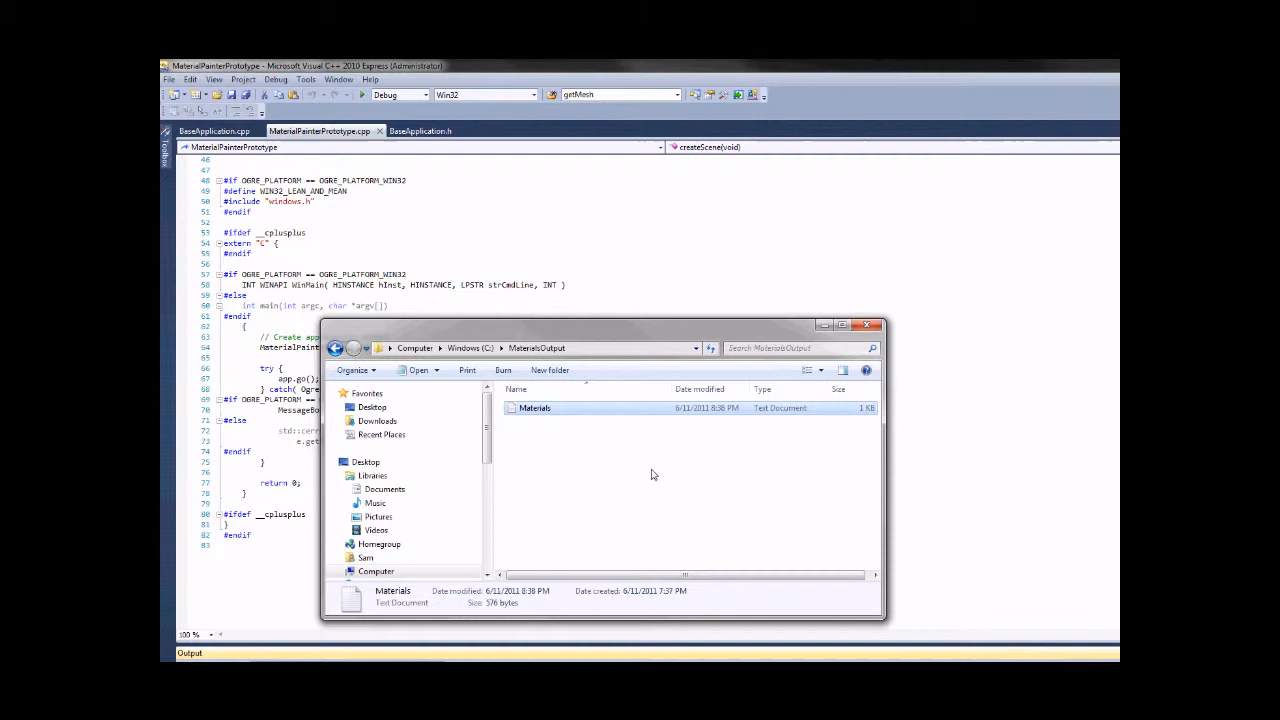 MaterialPainterPrototype - Microsoft Visual C++ 2010 Express (Administrator)
File Edit View Project Debug Tools Window Help
Debug Win32 getMesh
BaseApplication.cpp MaterialPainterPrototype.cpp BaseApplication.h
MaterialPainterPrototype createScene(void)
Toolbox
46
47
48 #if OGRE_PLATFORM == OGRE_PLATFORM_WIN32
49 #define WIN32_LEAN_AND_MEAN
50 #include "windows.h"
51 #endif
52
53 #ifdef __cplusplus
54 extern "C" {
55 #endif
56
57 #if OGRE_PLATFORM == OGRE_PLATFORM_WIN32
58 INT WINAPI WinMain( HINSTANCE hInst, HINSTANCE, LPSTR strCmdLine, INT )
59 #else
60 int main(int argc, char *argv[])
61 #endif
62 {
63 // Create app
64 MaterialPain
65
66 try {
67 app.go();
68 } catch( Ogre
69 #if OGRE_PLATFORM ==
70 MessageBo
71 #else
72 std::cerr
73 e.get
74 #endif
75 }
76
77 return 0;
78 }
79
80 #ifdef __cplusplus
81 }
82 #endif
83
100 %
Output
Computer Windows (C:) MaterialsOutput Search MaterialsOutput
Organize Open Print Burn New folder
Name Date modified Type Size
Materials 6/11/2011 8:38 PM Text Document 1 KB
Favorites
Desktop
Downloads
Recent Places
Desktop
Libraries
Documents
Music
Pictures
Videos
Homegroup
Sam
Computer
Materials Date modified: 6/11/2011 8:38 PM Date created: 6/11/2011 7:37 PM
Text Document Size: 576 bytes